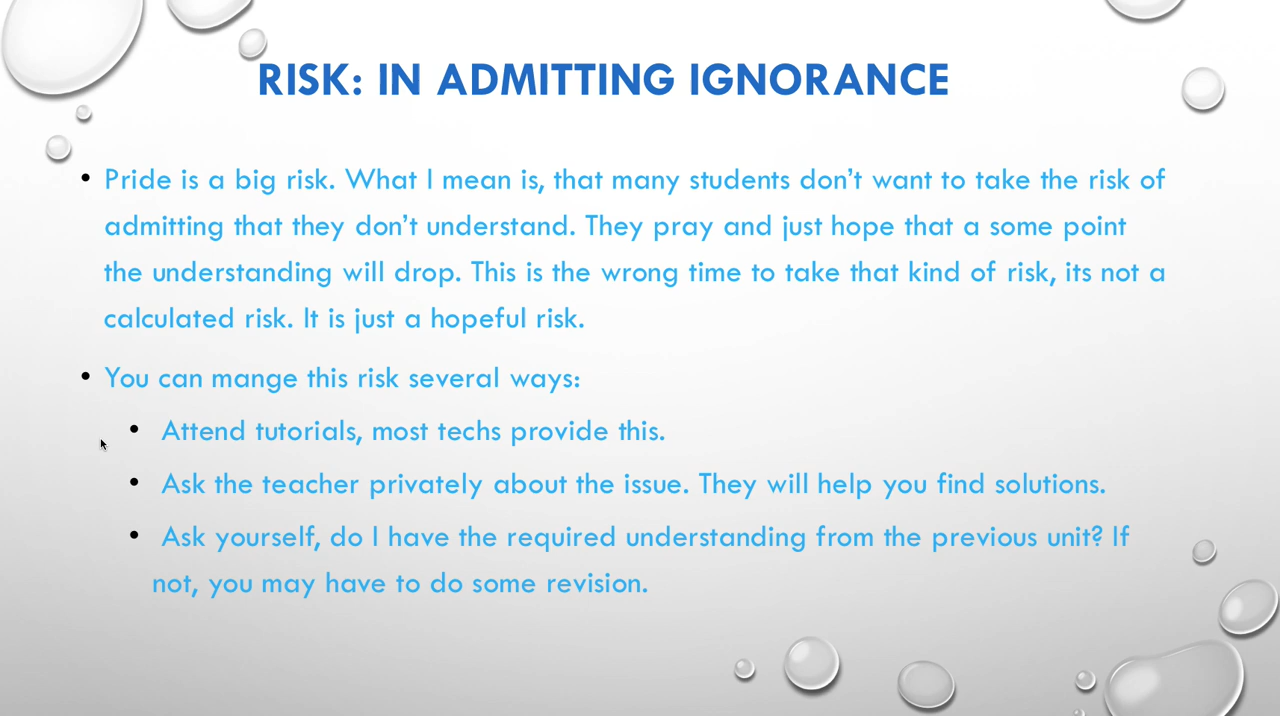 RISK: IN ADMITTING IGNORANCE
• Pride is a big risk. What I mean is, that many students don’t want to take the risk of
admitting that they don’t understand. They pray and just hope that a some point
the understanding will drop. This is the wrong time to take that kind of risk, its not a
calculated risk. It is just a hopeful risk.
• You can mange this risk several ways:
• Attend tutorials, most techs provide this.
• Ask the teacher privately about the issue. They will help you find solutions.
• Ask yourself, do I have the required understanding from the previous unit? If
not, you may have to do some revision.